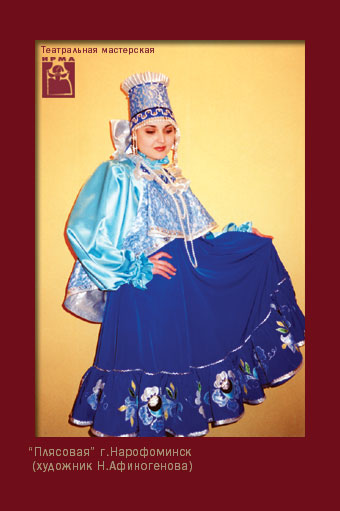 Театральная мастерская
ИРМА
"Плясовая" г.Нарофоминск
(художник Н.Афиногенова)